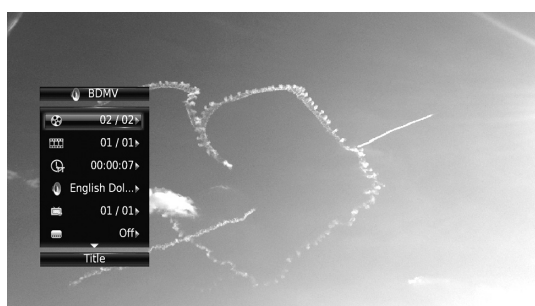 BDMV
02 / 02
01 / 01
00:00:07
English Dol...
01 / 01
Off
Title